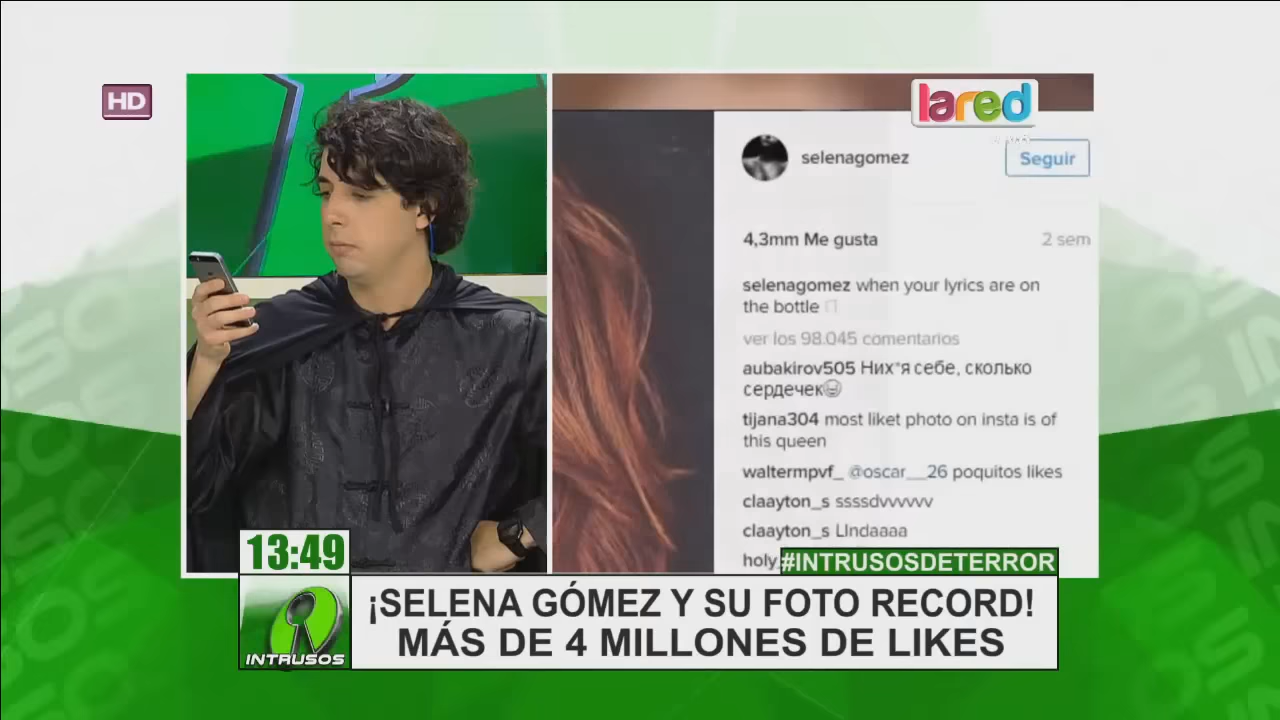 HD
lared
selenagomez
Seguir
4,3mm Me gusta
2 sem
selenagomez when your lyrics are on
the bottle
ver los 98.045 comentarios
aubakirov505 Них*я себе, сколько
сердечек😂
tijana304 most liket photo on insta is of
this queen
waltermpvf_ @oscar__26 poquitos likes
claayton_s ssssdvvvvvv
claayton_s LIndaaaa
holy_
#INTRUSOSDETERROR
13:49
¡SELENA GÓMEZ Y SU FOTO RECORD!
MÁS DE 4 MILLONES DE LIKES
INTRUSOS